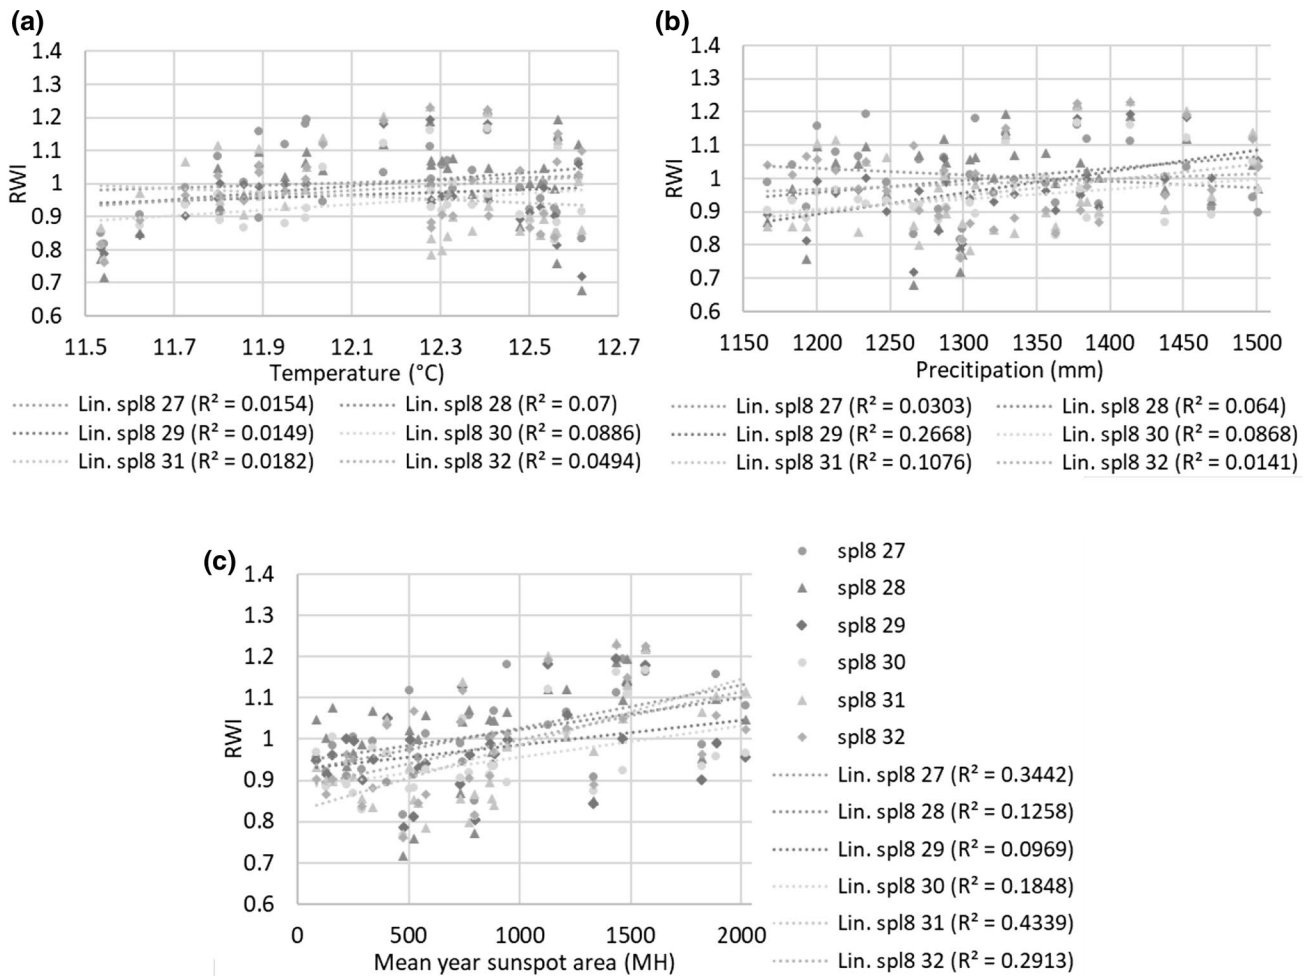 (a)
1.4
1.3
1.2
1.1
1
0.9
0.8
0.7
0.6
RWI
11.5 11.7 11.9 12.1 12.3 12.5 12.7
Temperature (°C)
Lin. spl8 27 (R² = 0.0154) Lin. spl8 28 (R² = 0.07)
Lin. spl8 29 (R² = 0.0149) Lin. spl8 30 (R² = 0.0886)
Lin. spl8 31 (R² = 0.0182) Lin. spl8 32 (R² = 0.0494)
(b)
1.4
1.3
1.2
1.1
1
0.9
0.8
0.7
0.6
RWI
1150 1200 1250 1300 1350 1400 1450 1500
Precitipation (mm)
Lin. spl8 27 (R² = 0.0303) Lin. spl8 28 (R² = 0.064)
Lin. spl8 29 (R² = 0.2668) Lin. spl8 30 (R² = 0.0868)
Lin. spl8 31 (R² = 0.1076) Lin. spl8 32 (R² = 0.0141)
(c)
1.4
1.3
1.2
1.1
1
0.9
0.8
0.7
0.6
RWI
0 500 1000 1500 2000
Mean year sunspot area (MH)
spl8 27
spl8 28
spl8 29
spl8 30
spl8 31
spl8 32
Lin. spl8 27 (R² = 0.3442)
Lin. spl8 28 (R² = 0.1258)
Lin. spl8 29 (R² = 0.0969)
Lin. spl8 30 (R² = 0.1848)
Lin. spl8 31 (R² = 0.4339)
Lin. spl8 32 (R² = 0.2913)